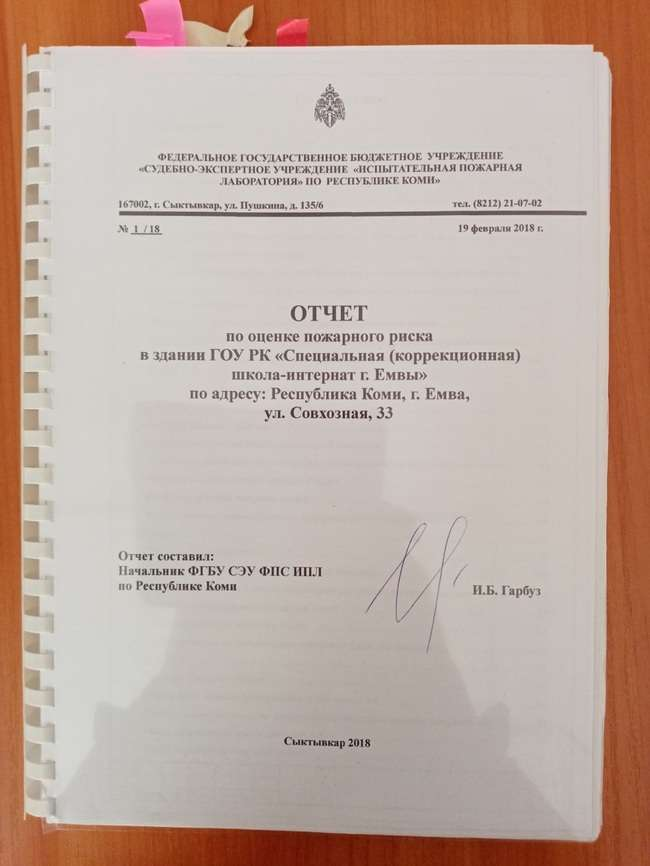 ФЕДЕРАЛЬНОЕ ГОСУДАРСТВЕННОЕ БЮДЖЕТНОЕ УЧРЕЖДЕНИЕ
«СУДЕБНО-ЭКСПЕРТНОЕ УЧРЕЖДЕНИЕ «ИСПЫТАТЕЛЬНАЯ ПОЖАРНАЯ
ЛАБОРАТОРИЯ» ПО РЕСПУБЛИКЕ КОМИ»
167002, г. Сыктывкар, ул. Пушкина, д. 135/6 тел. (8212) 21-07-02
№ 1 / 18 19 февраля 2018 г.
ОТЧЕТ
по оценке пожарного риска
в здании ГОУ РК «Специальная (коррекционная)
школа-интернат г. Емвы»
по адресу: Республика Коми, г. Емва,
ул. Совхозная, 33
Отчет составил:
Начальник ФГБУ СЭУ ФПС ИПЛ
по Республике Коми И.Б. Гарбуз
Сыктывкар 2018